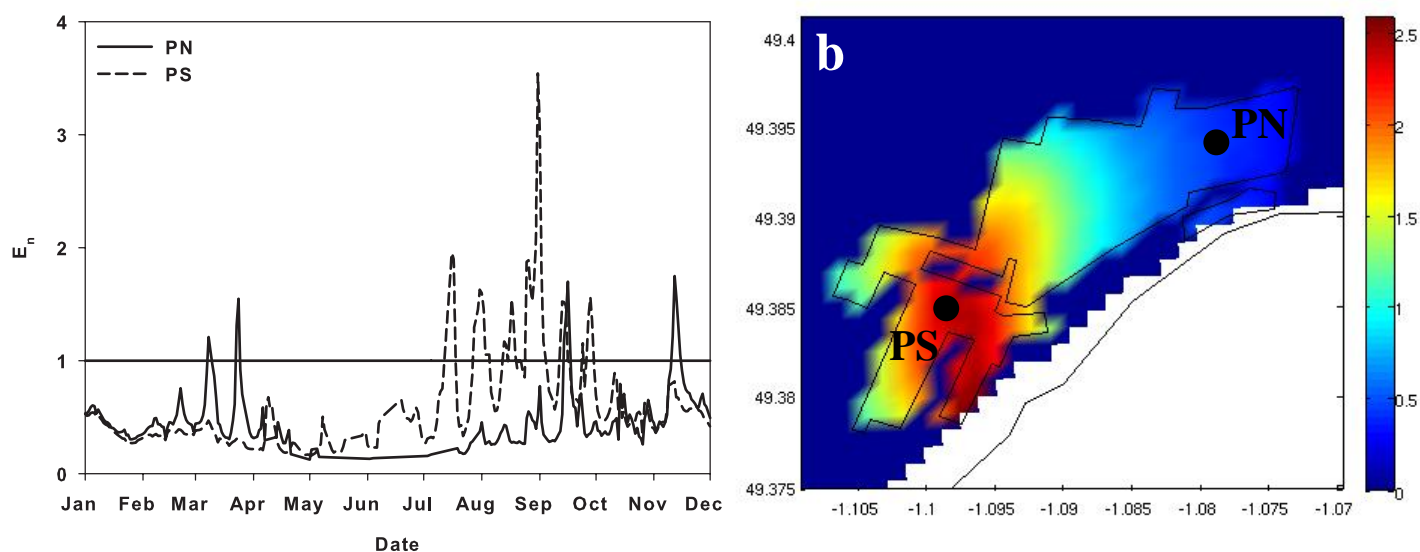 4
3
2
1
0
E_n
PN
PS
Jan Feb Mar Apr May Jun Jul Aug Sep Oct Nov Dec
Date
b
49.4
49.395
49.39
49.385
49.38
49.375
PN
PS
-1.105 -1.1 -1.095 -1.09 -1.085 -1.08 -1.075 -1.07
2.5
2
1.5
1
0.5
0